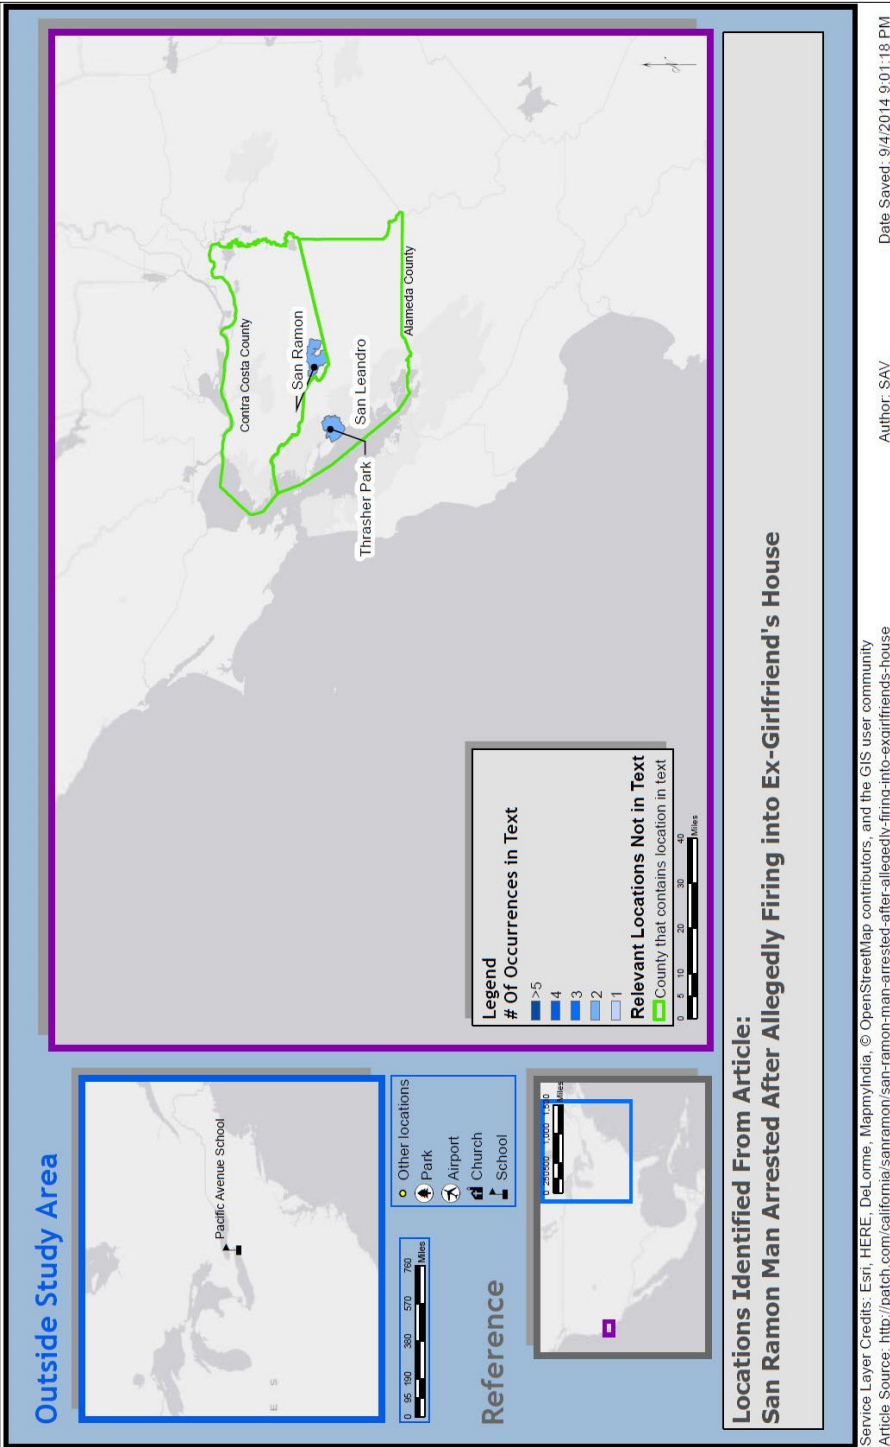 Outside Study Area
Pacific Avenue School
E S
0 95 190 380 570 760
Miles
Other locations
Park
Airport
Church
School
Reference
0 250500 1,000 1,500
Miles
Contra Costa County
San Ramon
San Leandro
Thrasher Park
Alameda County
N
Legend
# Of Occurrences in Text
>5
4
3
2
1
Relevant Locations Not in Text
County that contains location in text
0 5 10 20 30 40
Miles
Locations Identified From Article:
San Ramon Man Arrested After Allegedly Firing into Ex-Girlfriend's House
Service Layer Credits: Esri, HERE, DeLorme, MapmyIndia, © OpenStreetMap contributors, and the GIS user community
Article Source: http://patch.com/california/sanramon/san-ramon-man-arrested-after-allegedly-firing-into-exgirlfriends-house
Author: SAV
Date Saved: 9/4/2014 9:01:18 PM